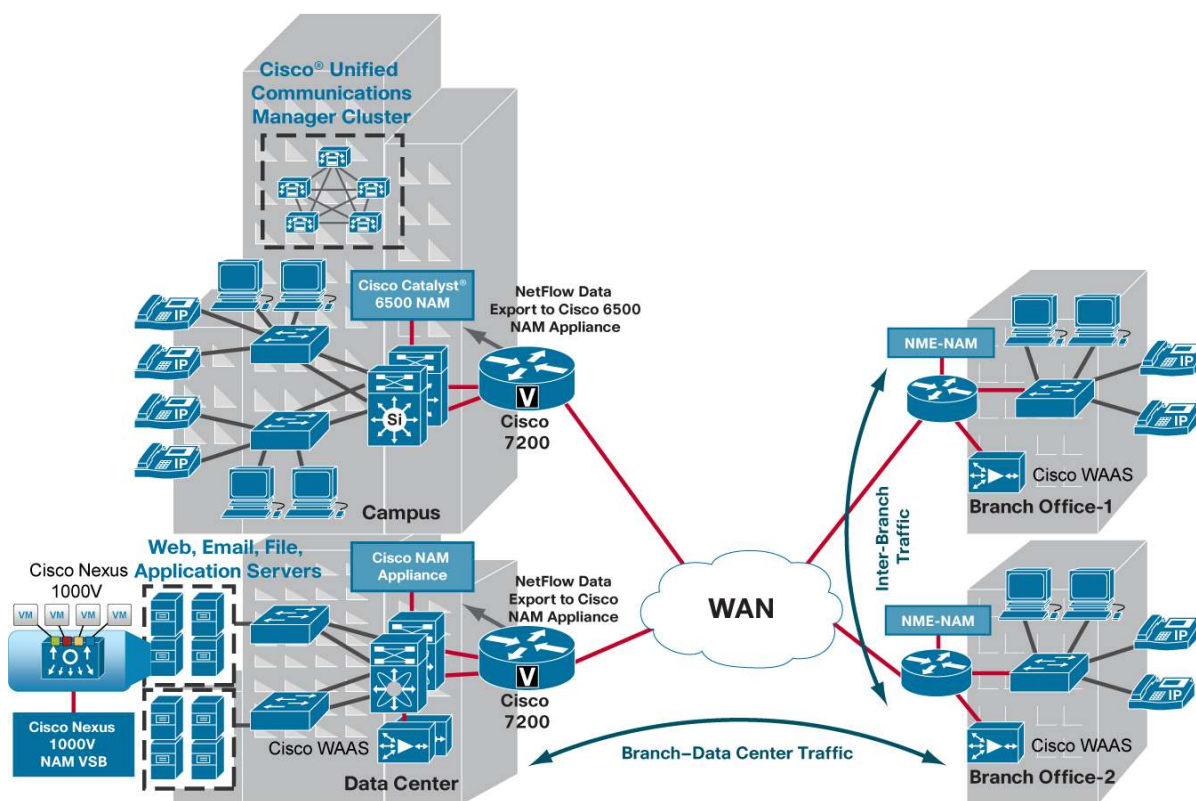 Cisco® Unified
Communications
Manager Cluster
Cisco Catalyst®
6500 NAM
NetFlow Data
Export to Cisco 6500
NAM Appliance
IP
IP
IP
IP
Si
V
Cisco
7200
Campus
NME-NAM
IP
IP
Cisco WAAS
Branch Office-1
Inter-Branch
Traffic
WAN
Web, Email, File,
Application Servers
Cisco Nexus
1000V
VM VM VM VM
Cisco Nexus
1000V
NAM VSB
Cisco NAM
Appliance
NetFlow Data
Export to Cisco
NAM Appliance
V
Cisco
7200
Cisco WAAS
Data Center
Branch–Data Center Traffic
NME-NAM
IP
IP
Cisco WAAS
Branch Office-2